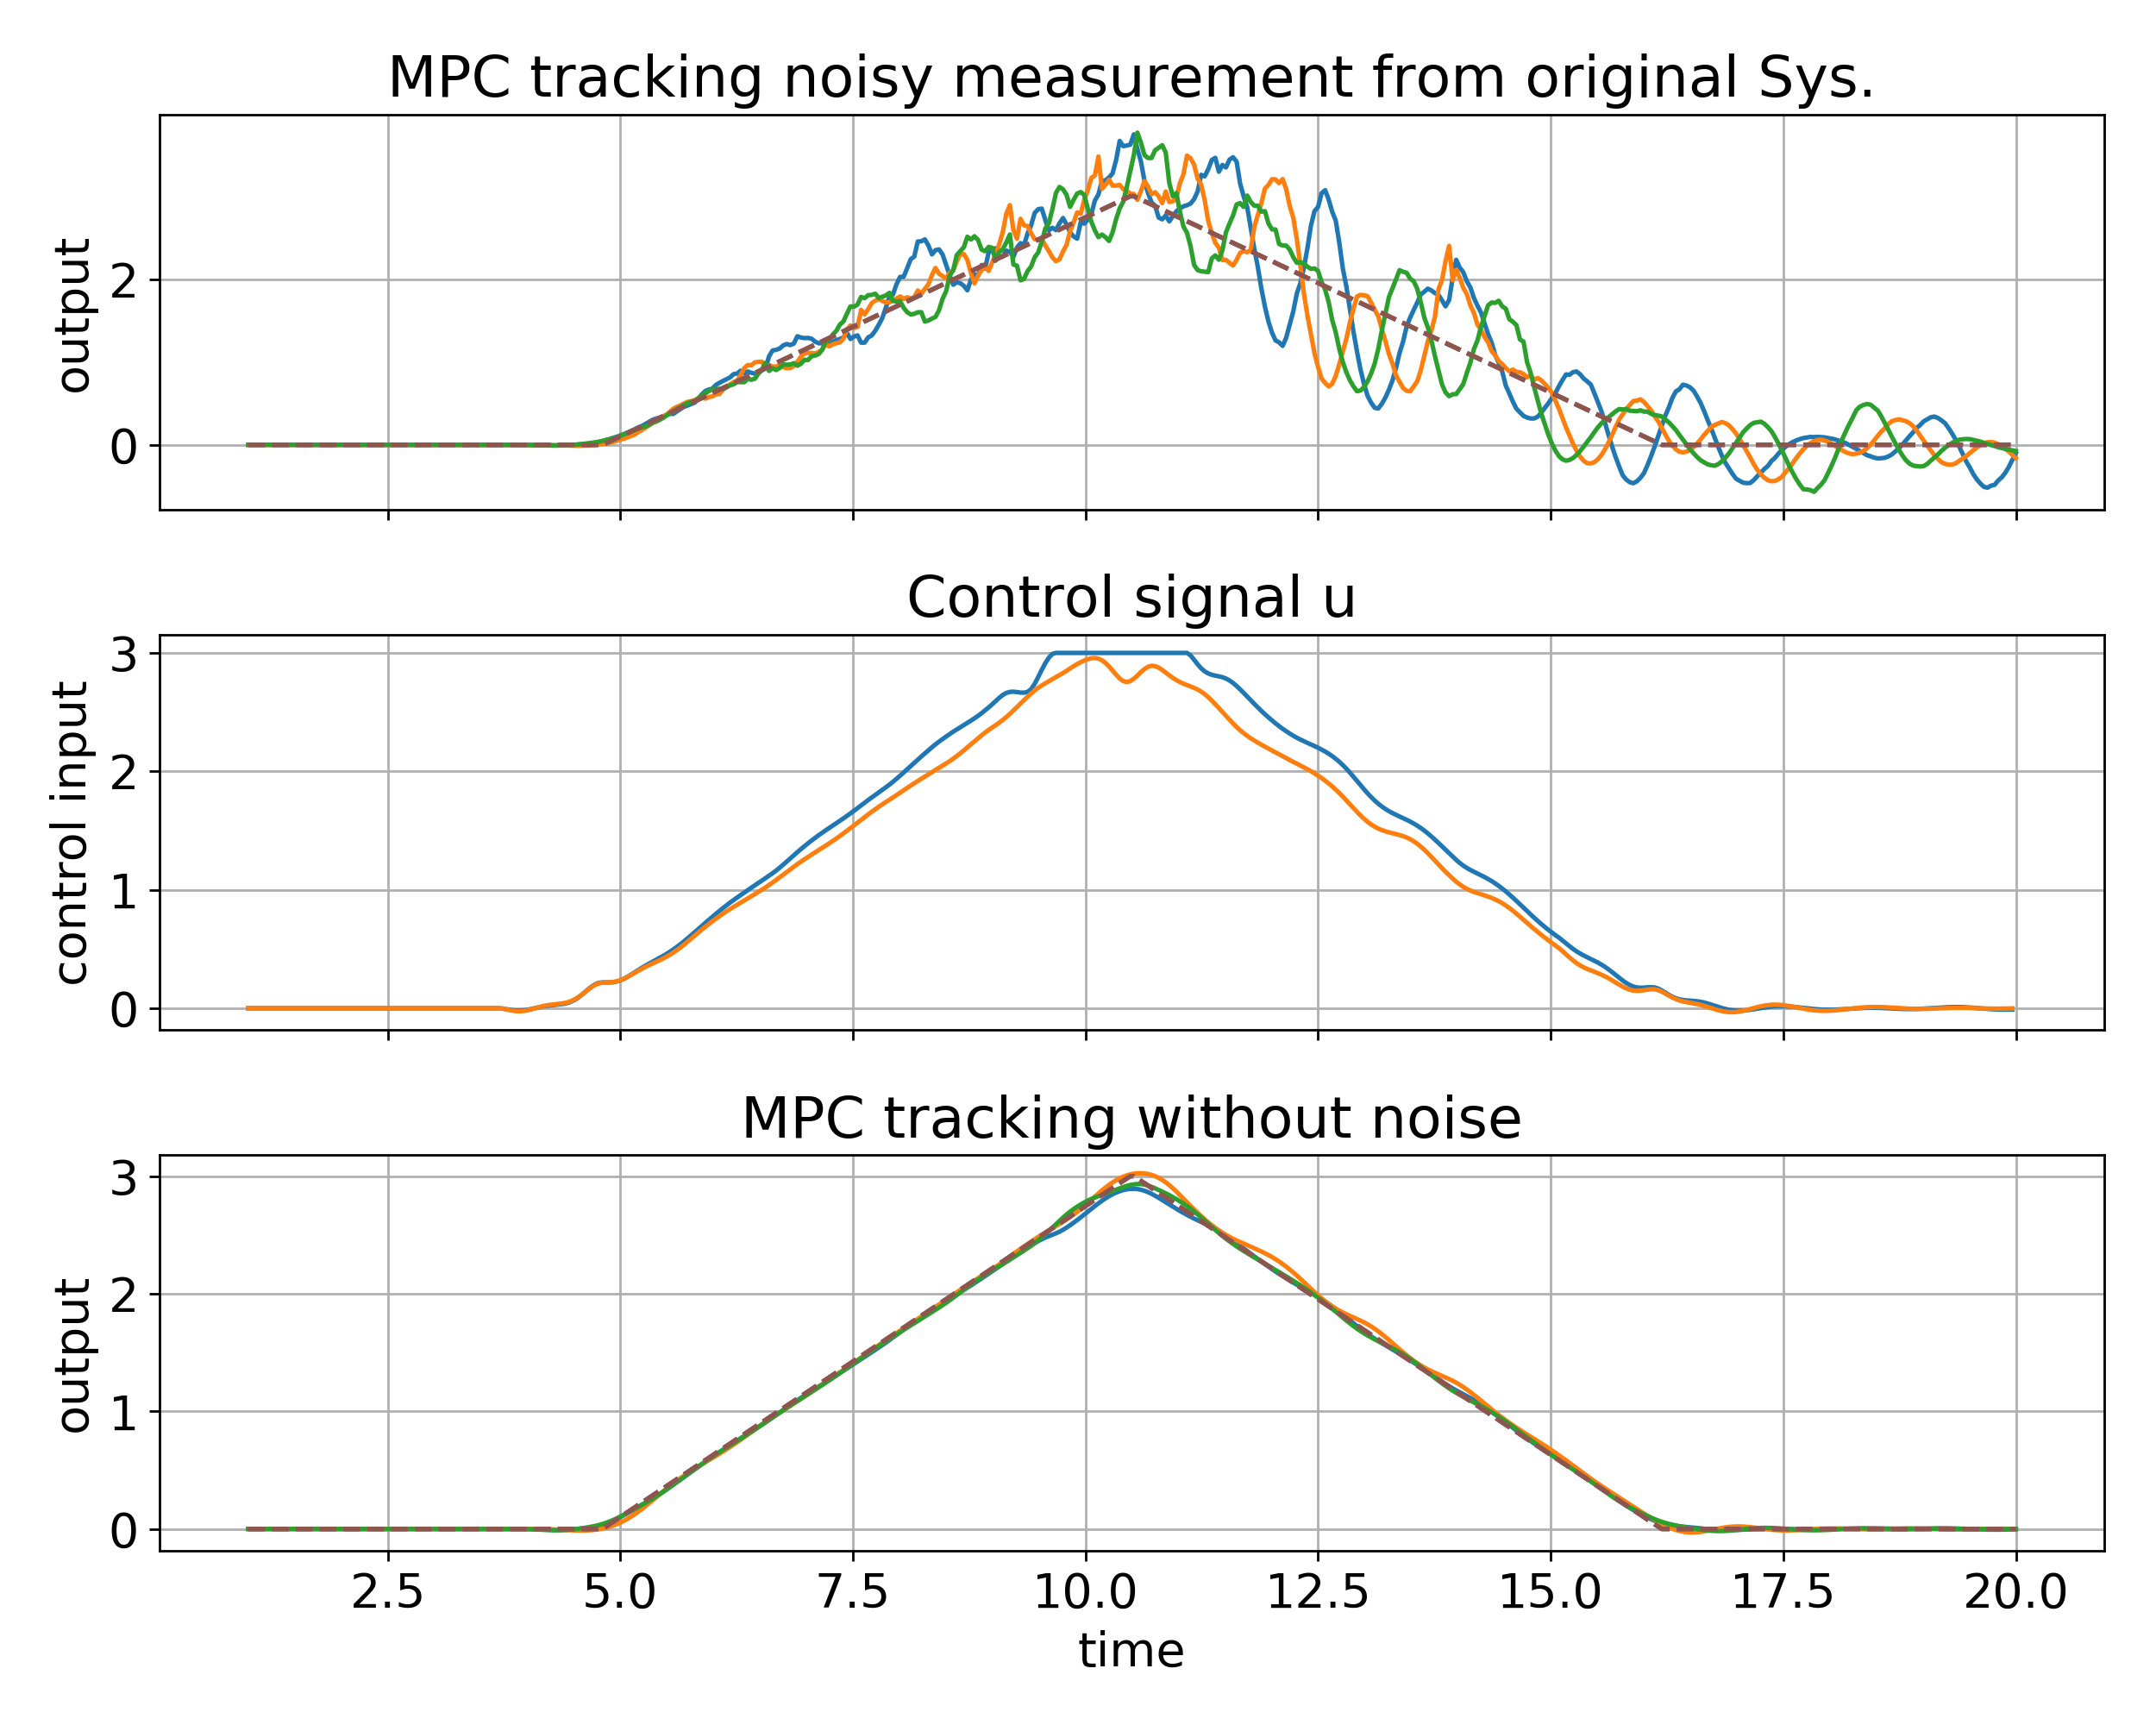 MPC tracking noisy measurement from original Sys.
output
2
0
Control signal u
control input
3
2
1
0
MPC tracking without noise
output
3
2
1
0
2.5 5.0 7.5 10.0 12.5 15.0 17.5 20.0
time